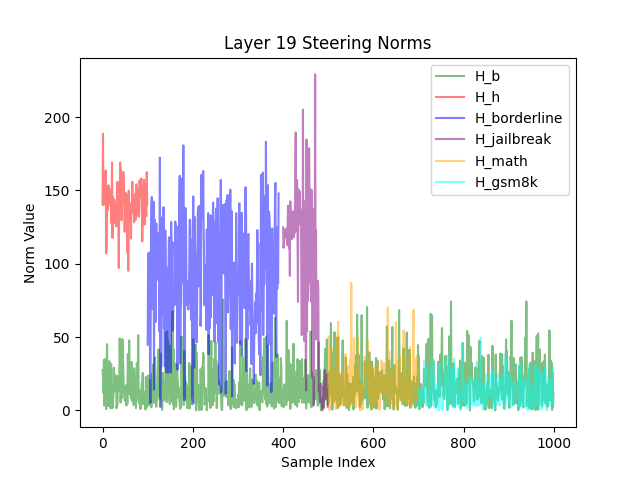 Layer 19 Steering Norms
H_b
H_h
H_borderline
H_jailbreak
H_math
H_gsm8k
200
150
100
50
0
Norm Value
0 200 400 600 800 1000
Sample Index